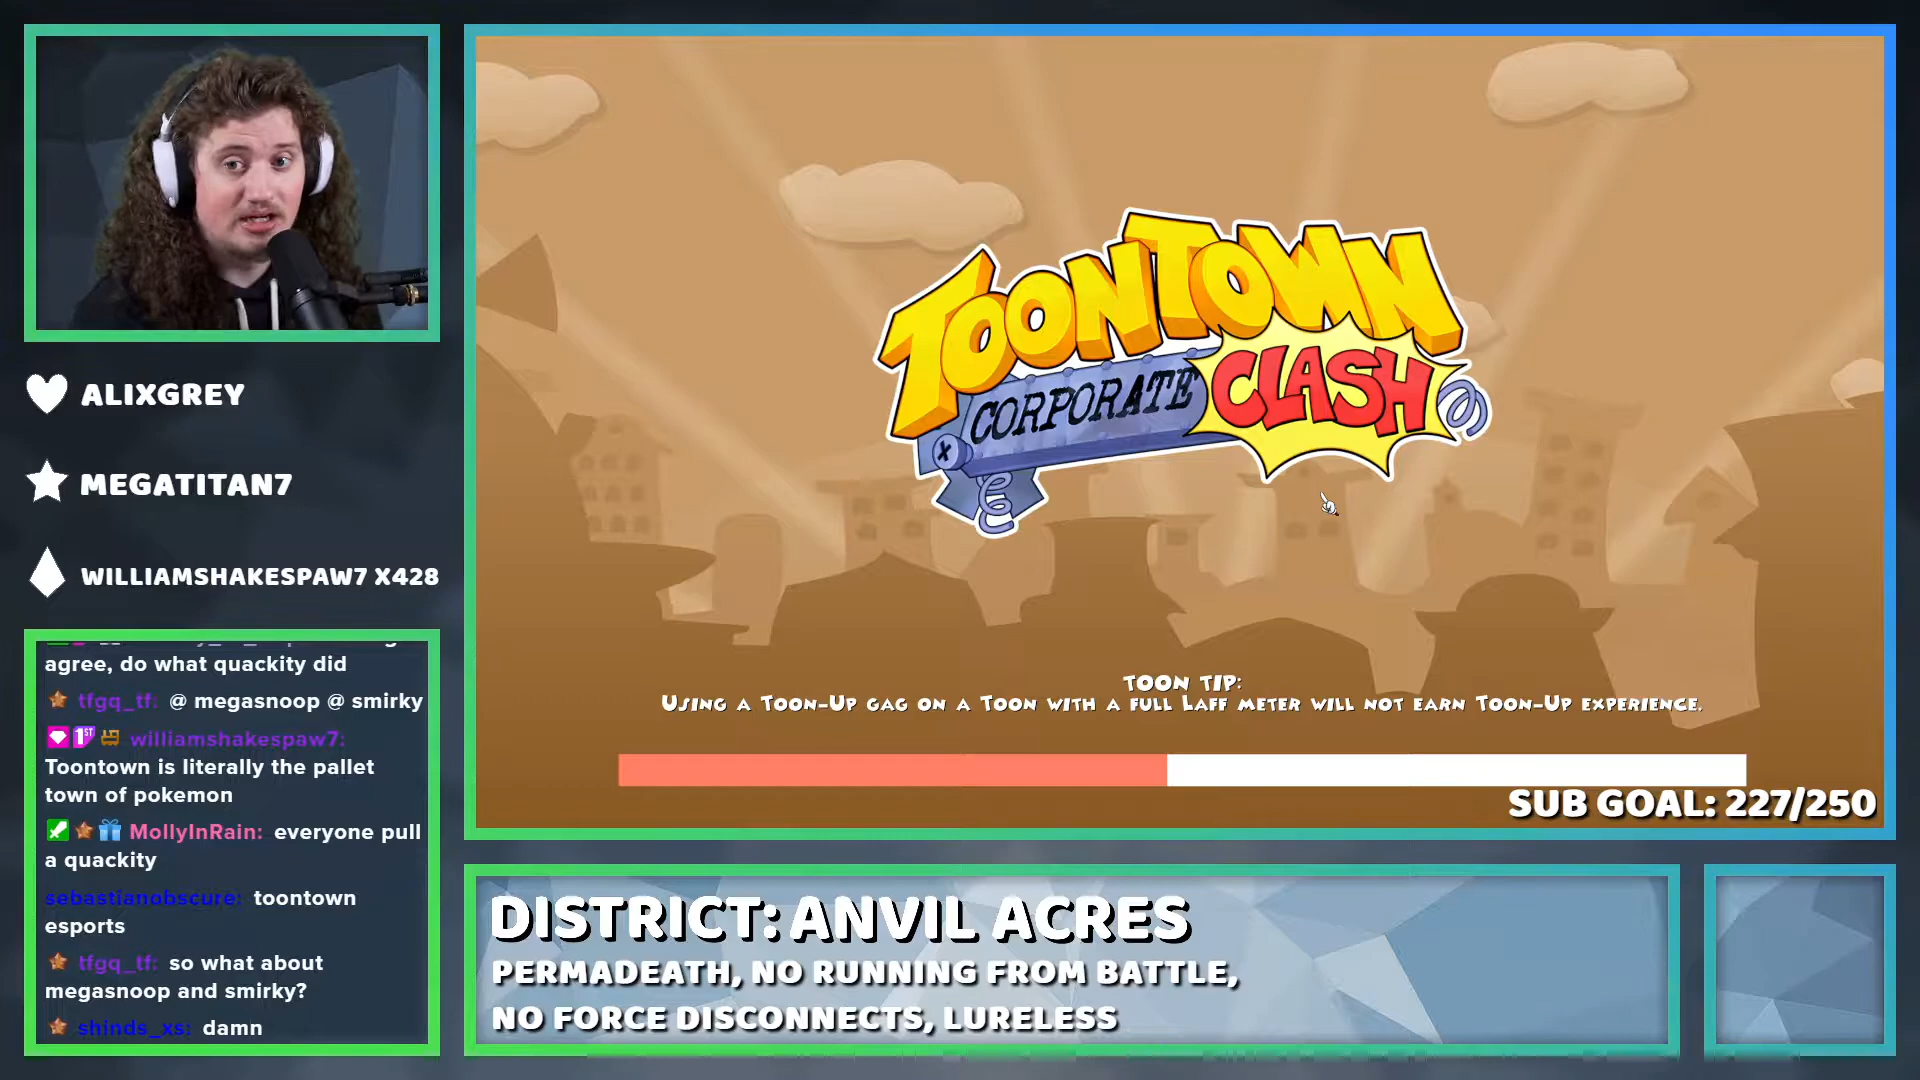 ALIXGREY
MEGATITAN7
WILLIAMSHAKESPAW7 X428
agree, do what quackity did
tfgq_tf: @ megasnoop @ smirky
1ST williamshakespaw7:
Toontown is literally the pallet
town of pokemon
MollyInRain: everyone pull
a quackity
sebastianobscure: toontown
esports
tfgq_tf: so what about
megasnoop and smirky?
shinds_xs: damn
TOONTOWN
CORPORATE CLASH
TOON TIP:
USING A TOON-UP GAG ON A TOON WITH A FULL LAFF METER WILL NOT EARN TOON-UP EXPERIENCE.
SUB GOAL: 227/250
DISTRICT: ANVIL ACRES
PERMADEATH, NO RUNNING FROM BATTLE,
NO FORCE DISCONNECTS, LURELESS